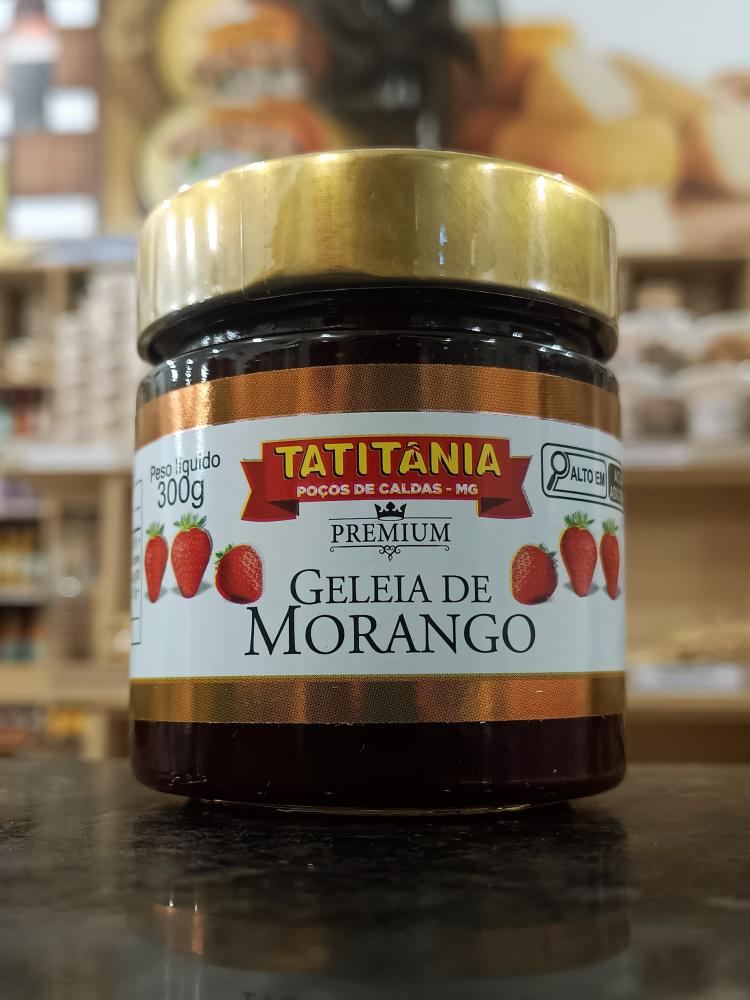 Peso líquido
300g
TATITÂNIA
POÇOS DE CALDAS - MG
PREMIUM
ALTO EM
GELEIA DE
MORANGO